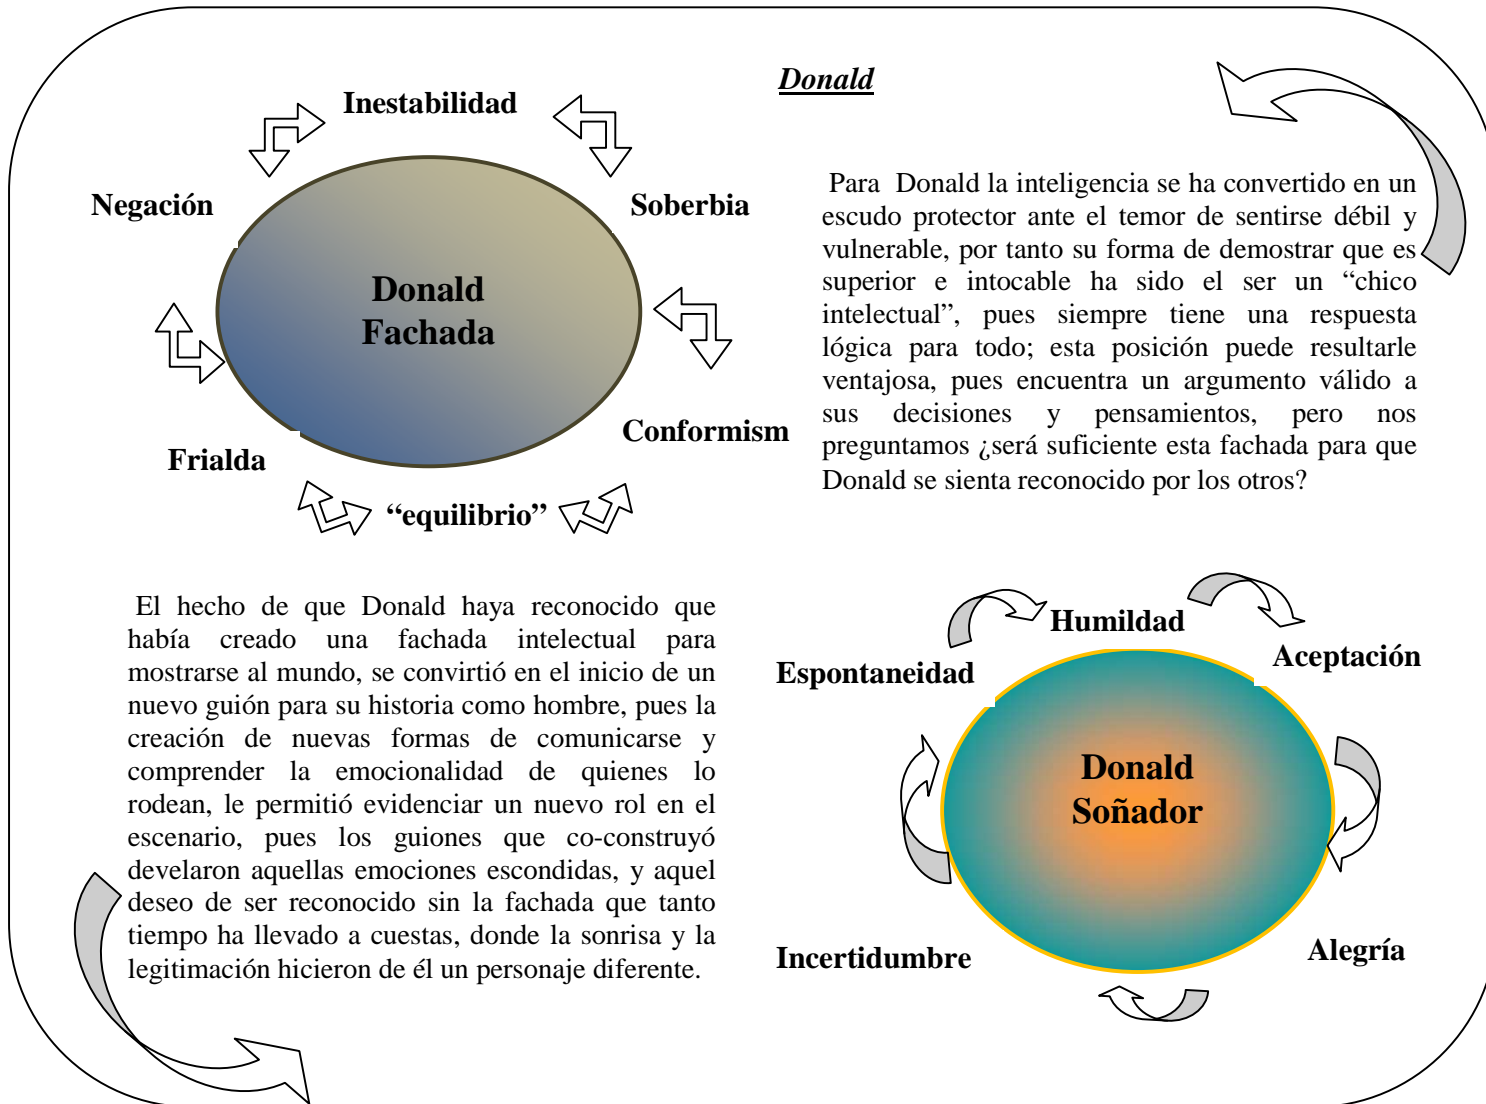 Donald
Inestabilidad
Negación
Soberbia
Donald
Fachada
Frialda
Conformism
“equilibrio”
Para Donald la inteligencia se ha convertido en un
escudo protector ante el temor de sentirse débil y
vulnerable, por tanto su forma de demostrar que es
superior e intocable ha sido el ser un “chico
intelectual”, pues siempre tiene una respuesta
lógica para todo; esta posición puede resultarle
ventajosa, pues encuentra un argumento válido a
sus decisiones y pensamientos, pero nos
preguntamos ¿será suficiente esta fachada para que
Donald se sienta reconocido por los otros?
El hecho de que Donald haya reconocido que
había creado una fachada intelectual para
mostrarse al mundo, se convirtió en el inicio de un
nuevo guión para su historia como hombre, pues la
creación de nuevas formas de comunicarse y
comprender la emocionalidad de quienes lo
rodean, le permitió evidenciar un nuevo rol en el
escenario, pues los guiones que co-construyó
develaron aquellas emociones escondidas, y aquel
deseo de ser reconocido sin la fachada que tanto
tiempo ha llevado a cuestas, donde la sonrisa y la
legitimación hicieron de él un personaje diferente.
Humildad
Espontaneidad
Aceptación
Donald
Soñador
Incertidumbre
Alegría